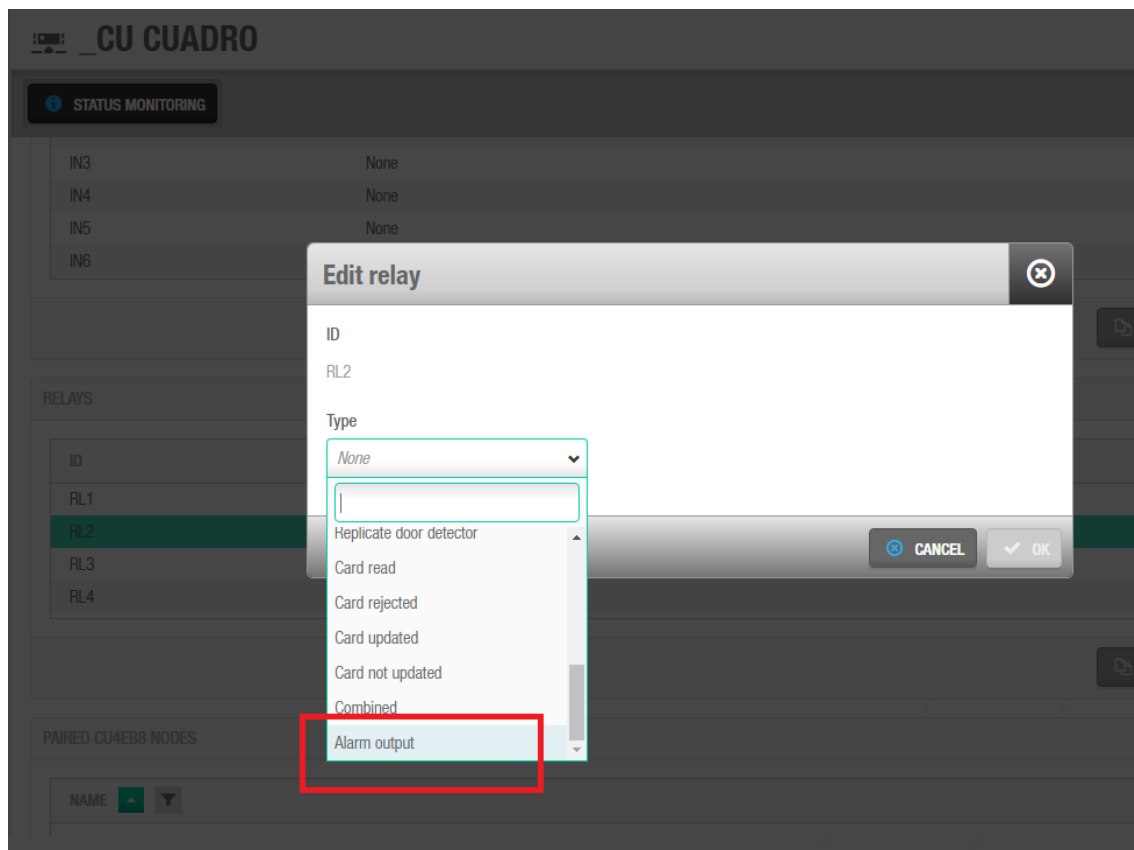 _CU CUADRO
STATUS MONITORING
IN3 None
IN4 None
IN5 None
IN6
Edit relay
ID
RL2
Type
None
RELAYS
ID
RL1
RL2
RL3
RL4
Replicate door detector
Card read
Card rejected
Card updated
Card not updated
Combined
Alarm output
CANCEL
OK
PAIRED CU4EB8 NODES
NAME